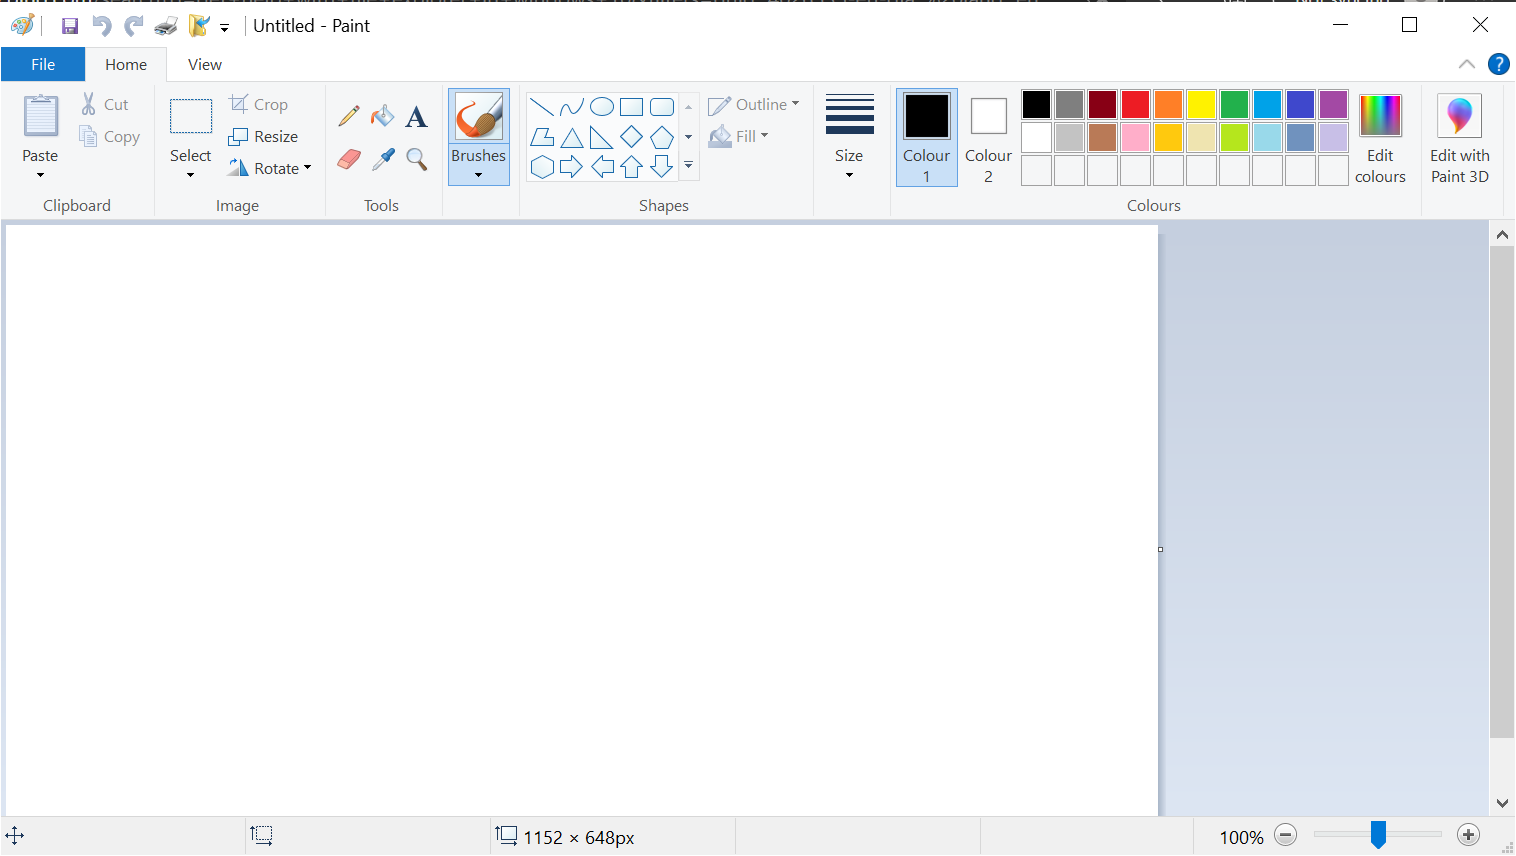 Untitled - Paint
File Home View
Cut
Copy
Paste
Clipboard
Select
Crop
Resize
Rotate
Image
A
Tools
Brushes
Shapes
Outline
Fill
Size
Colour 1
Colour 2
Colours
Edit colours
Edit with Paint 3D
1152 × 648px
100%